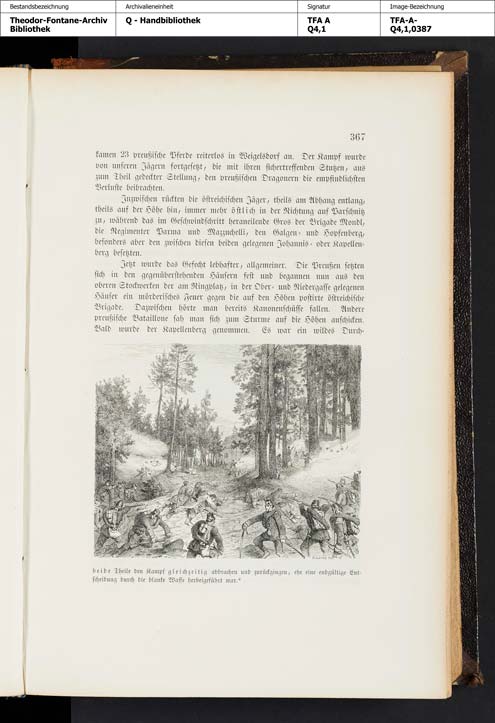 Bestandsbezeichnung
Archivalieneinheit
Signatur
Image-Bezeichnung
Theodor-Fontane-Archiv
Bibliothek
Q - Handbibliothek
TFA A
Q4,1
TFA-A-
Q4,1,0387
367
kamen 23 preußische Pferde reiterlos in Weigelsdorf an. Der Kampf wurde
von unseren Jägern fortgesetzt, die mit ihren sichertreffenden Stutzen, aus
zum Theil gedeckter Stellung, den preußischen Dragonern die empfindlichsten
Verluste beibrachten.
Inzwischen rückten die östreichischen Jäger, theils am Abhang entlang,
theils auf der Höhe hin, immer mehr östlich in der Richtung auf Parschnitz
zu, während das im Geschwindschritt heraneilende Gros der Brigade Mondl,
die Regimenter Parma und Mazzuchelli, den Galgen- und Hopfenberg,
besonders aber den zwischen diesen beiden gelegenen Johannis- oder Kapellen-
berg besetzten.
Jetzt wurde das Gefecht lebhafter, allgemeiner. Die Preußen setzten
sich in den gegenüberstehenden Häusern fest und begannen nun aus den
oberen Stockwerken der am Ringplatz, in der Ober- und Niedergasse gelegenen
Häuser ein mörderisches Feuer gegen die auf den Höhen postirte östreichische
Brigade. Dazwischen hörte man bereits Kanonenschüsse fallen. Andere
preußische Bataillone sah man sich zum Sturme auf die Höhen anschicken.
Bald wurde der Kapellenberg genommen. Es war ein wildes Durch-
beide Theile den Kampf gleichzeitig abbrachen und zurückgingen, ehe eine endgültige Ent-
scheidung durch die blanke Waffe herbeigeführt war."